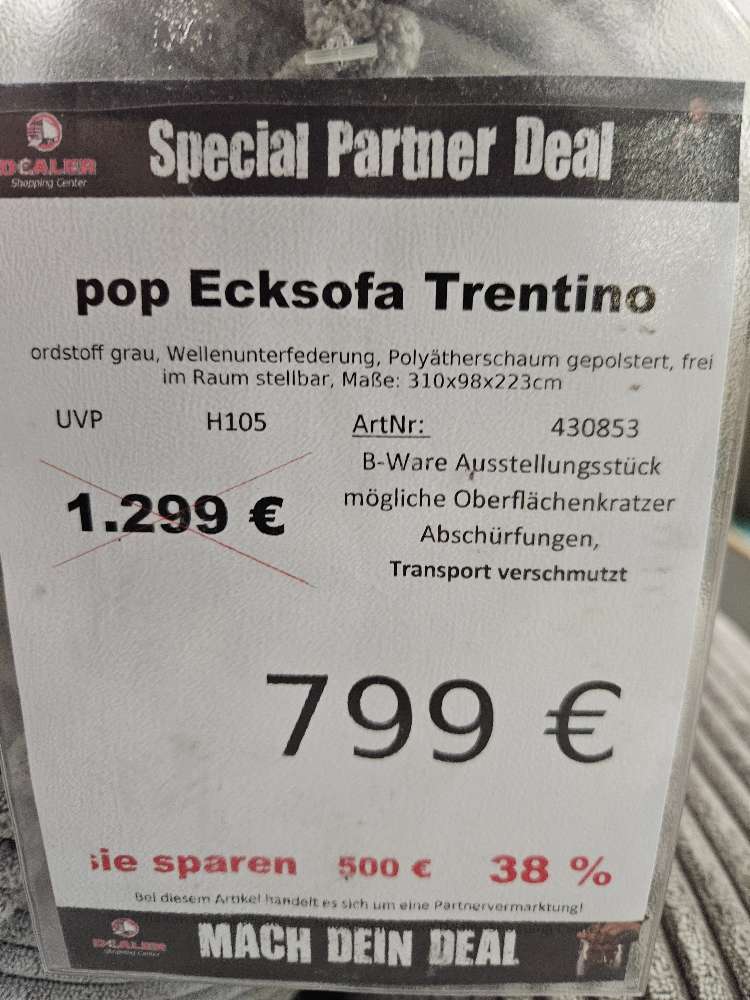 DEALER
Shopping Center
Special Partner Deal
pop Ecksofa Trentino
ordstoff grau, Wellenunterfederung, Polyätherschaum gepolstert, frei
im Raum stellbar, Maße: 310x98x223cm
UVP H105 ArtNr: 430853
B-Ware Ausstellungsstück
1.299 €
mögliche Oberflächenkratzer
Abschürfungen,
Transport verschmutzt
799 €
sie sparen 500 € 38 %
Bei diesem Artikel handelt es sich um eine Partnervermarktung!
DEALER
Shopping Center
MACH DEIN DEAL